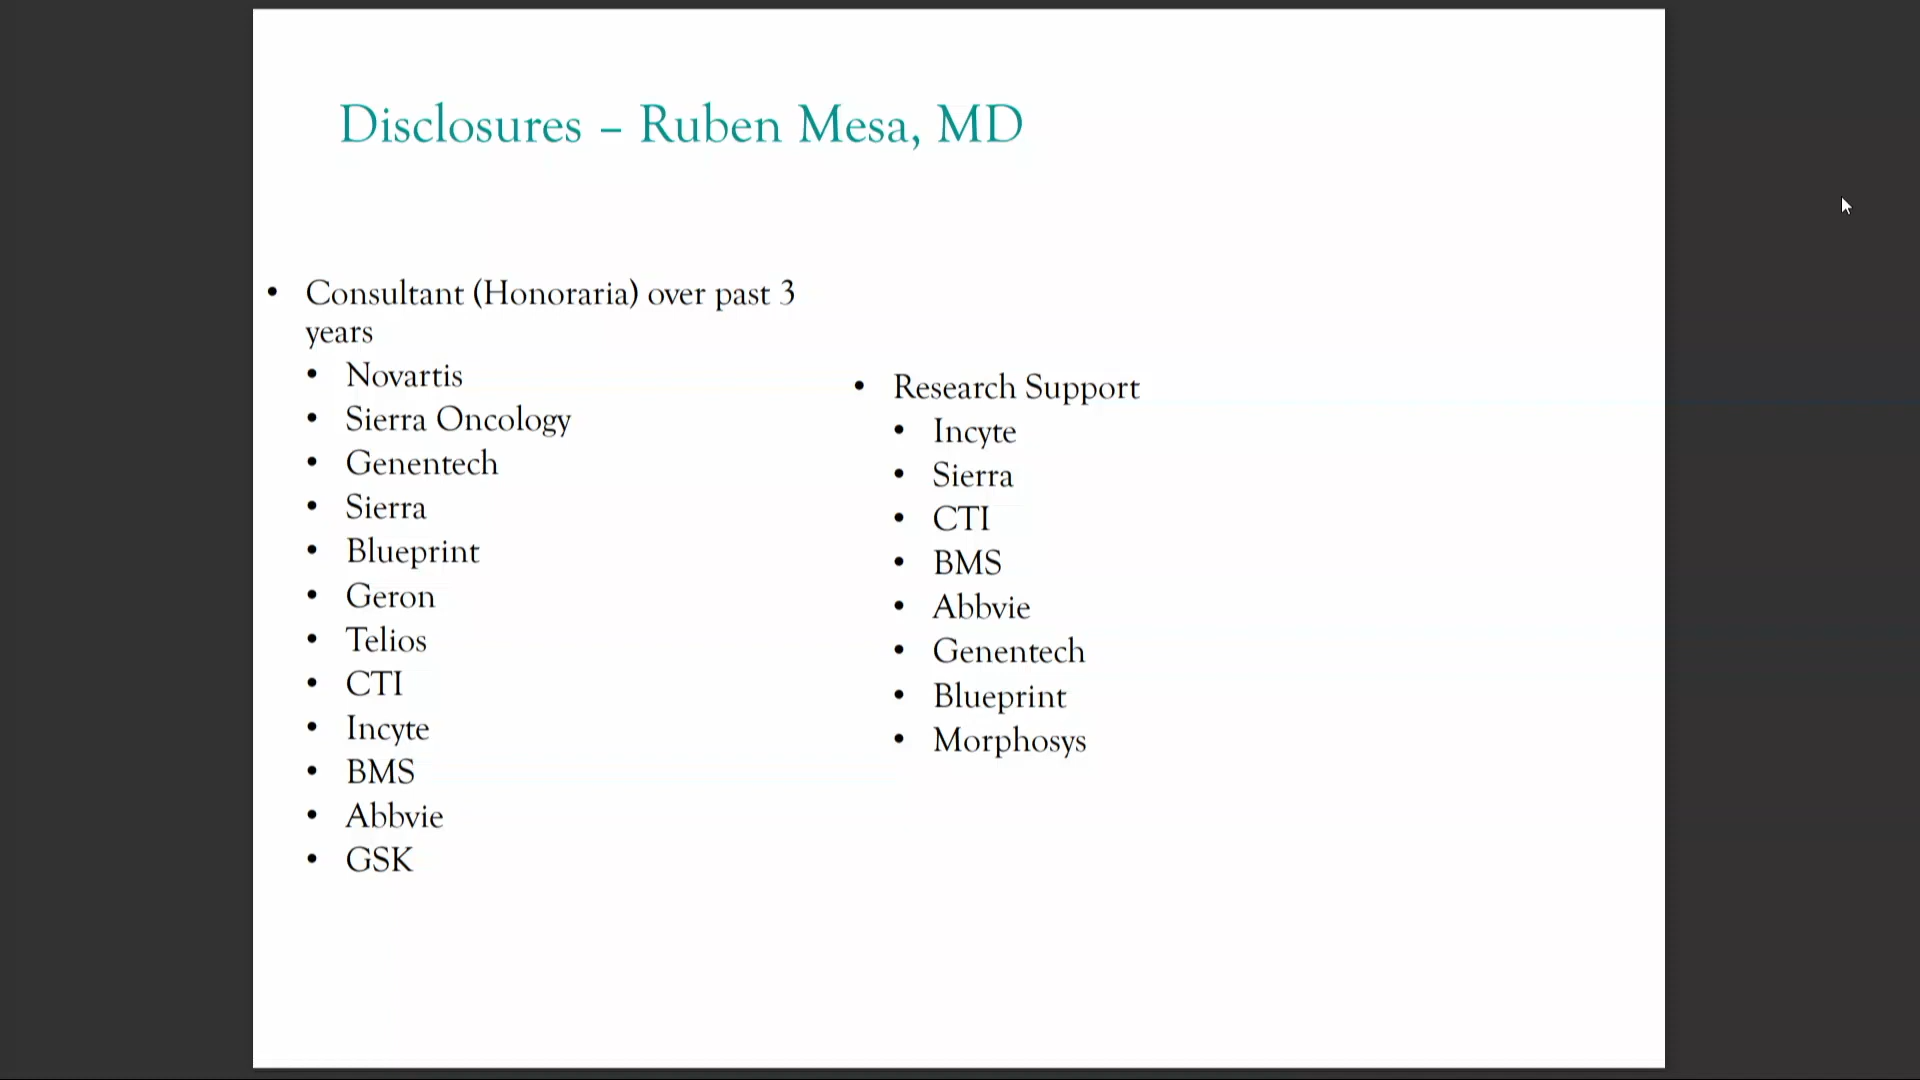 Disclosures – Ruben Mesa, MD
• Consultant (Honoraria) over past 3
years
• Novartis
• Sierra Oncology
• Genentech
• Sierra
• Blueprint
• Geron
• Telios
• CTI
• Incyte
• BMS
• Abbvie
• GSK
• Research Support
• Incyte
• Sierra
• CTI
• BMS
• Abbvie
• Genentech
• Blueprint
• Morphosys